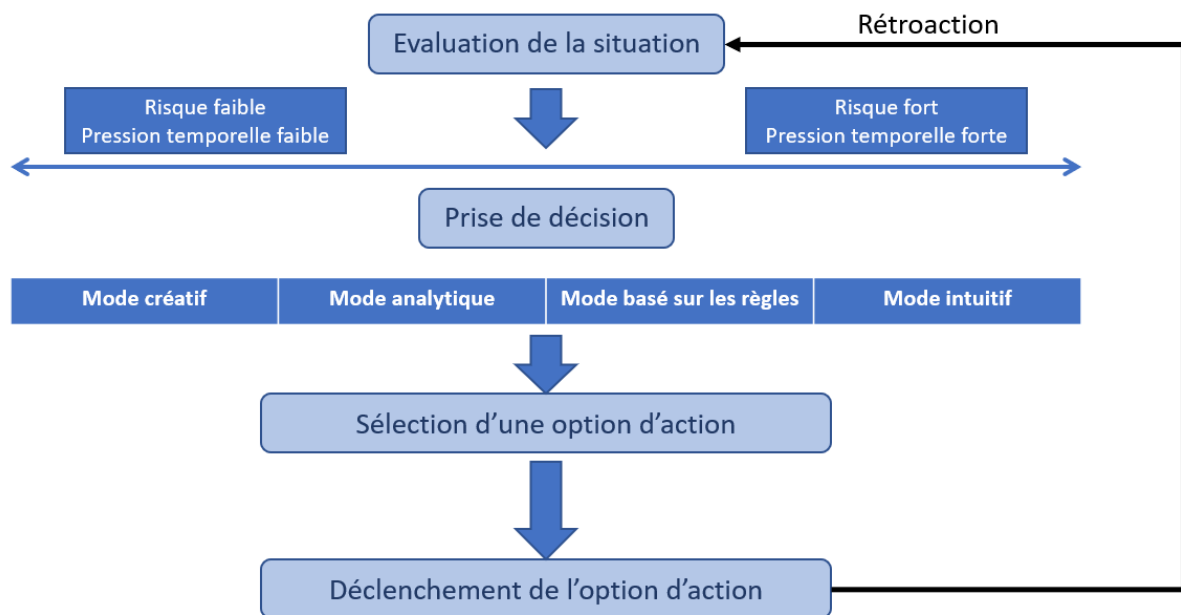 Evaluation de la situation
Rétroaction
Risque faible
Pression temporelle faible
Risque fort
Pression temporelle forte
Prise de décision
Mode créatif
Mode analytique
Mode basé sur les règles
Mode intuitif
Sélection d’une option d’action
Déclenchement de l’option d’action